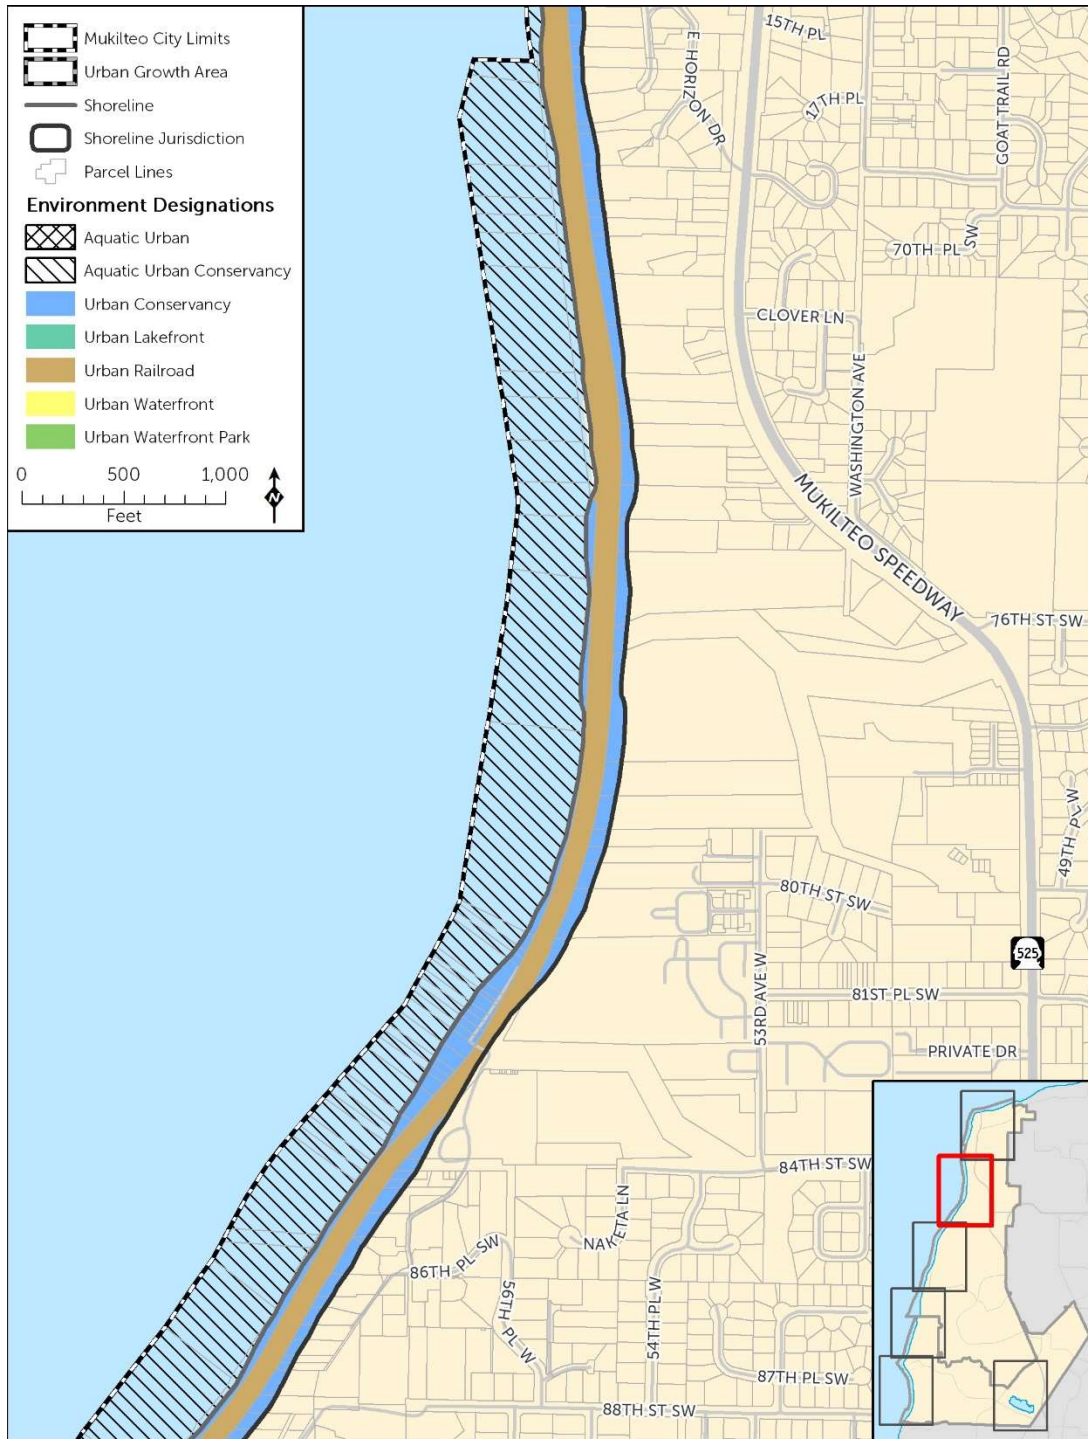 Mukilteo City Limits
Urban Growth Area
Shoreline
Shoreline Jurisdiction
Parcel Lines
Environment Designations
Aquatic Urban
Aquatic Urban Conservancy
Urban Conservancy
Urban Lakefront
Urban Railroad
Urban Waterfront
Urban Waterfront Park
0 500 1,000
Feet
N
15TH PL
E HORIZON DR
17TH PL
GOAT TRAIL RD
70TH PL SW
CLOVER LN
WASHINGTON AVE
MUKILTEO SPEEDWAY
76TH ST SW
49TH PL W
80TH ST SW
525
53RD AVE W
81ST PL SW
PRIVATE DR
84TH ST SW
NAKETA LN
86TH PL SW
56TH PL W
54TH PL W
87TH PL SW
88TH ST SW